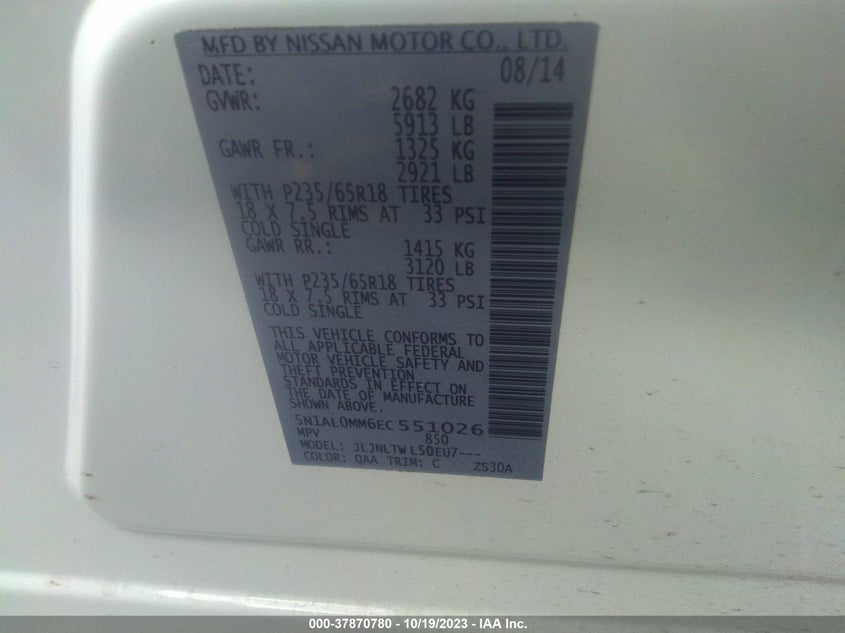 MFD BY NISSAN MOTOR CO., LTD.
DATE: 08/14
GVWR: 2682 KG
5913 LB
GAWR FR.: 1325 KG
2921 LB
WITH P235/65R18 TIRES
18 X 7.5 RIMS AT 33 PSI
COLD SINGLE
GAWR RR.: 1415 KG
3120 LB
WITH P235/65R18 TIRES
18 X 7.5 RIMS AT 33 PSI
COLD SINGLE
THIS VEHICLE CONFORMS TO
ALL APPLICABLE FEDERAL
MOTOR VEHICLE SAFETY AND
THEFT PREVENTION
STANDARDS IN EFFECT ON
THE DATE OF MANUFACTURE
SHOWN ABOVE.
5N1AL0MM6EC 551026
MPV 850
MODEL: JLJNLTW L50EU7---
COLOR: QAA TRIM: C ZS30A
000-37870780 - 10/19/2023 - IAA Inc.